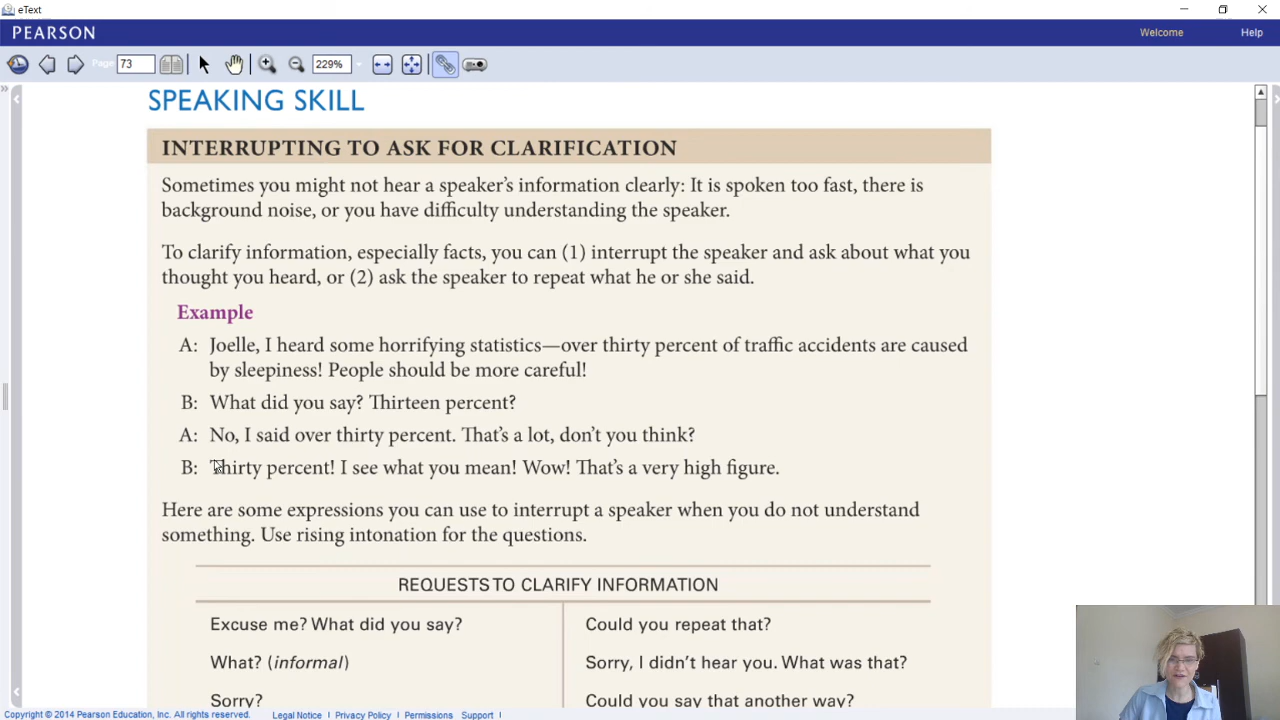 eText
PEARSON
Welcome
Help
Page 73
229%
SPEAKING SKILL
INTERRUPTING TO ASK FOR CLARIFICATION
Sometimes you might not hear a speaker's information clearly: It is spoken too fast, there is
background noise, or you have difficulty understanding the speaker.
To clarify information, especially facts, you can (1) interrupt the speaker and ask about what you
thought you heard, or (2) ask the speaker to repeat what he or she said.
Example
A: Joelle, I heard some horrifying statistics—over thirty percent of traffic accidents are caused
by sleepiness! People should be more careful!
B: What did you say? Thirteen percent?
A: No, I said over thirty percent. That's a lot, don't you think?
B: Thirty percent! I see what you mean! Wow! That's a very high figure.
Here are some expressions you can use to interrupt a speaker when you do not understand
something. Use rising intonation for the questions.
REQUESTS TO CLARIFY INFORMATION
Excuse me? What did you say?
Could you repeat that?
What? (informal)
Sorry, I didn't hear you. What was that?
Sorry?
Could you say that another way?
Copyright © 2014 Pearson Education, Inc. All rights reserved.
Legal Notice | Privacy Policy | Permissions Support |